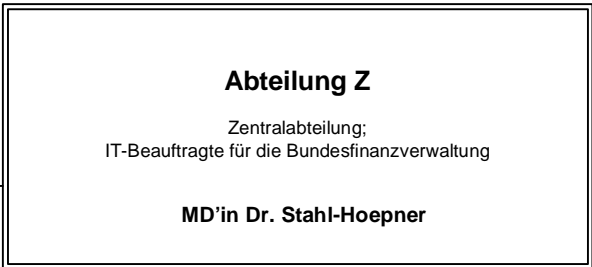 Abteilung Z
Zentralabteilung;
IT-Beauftragte für die Bundesfinanzverwaltung
MD’in Dr. Stahl-Hoepner